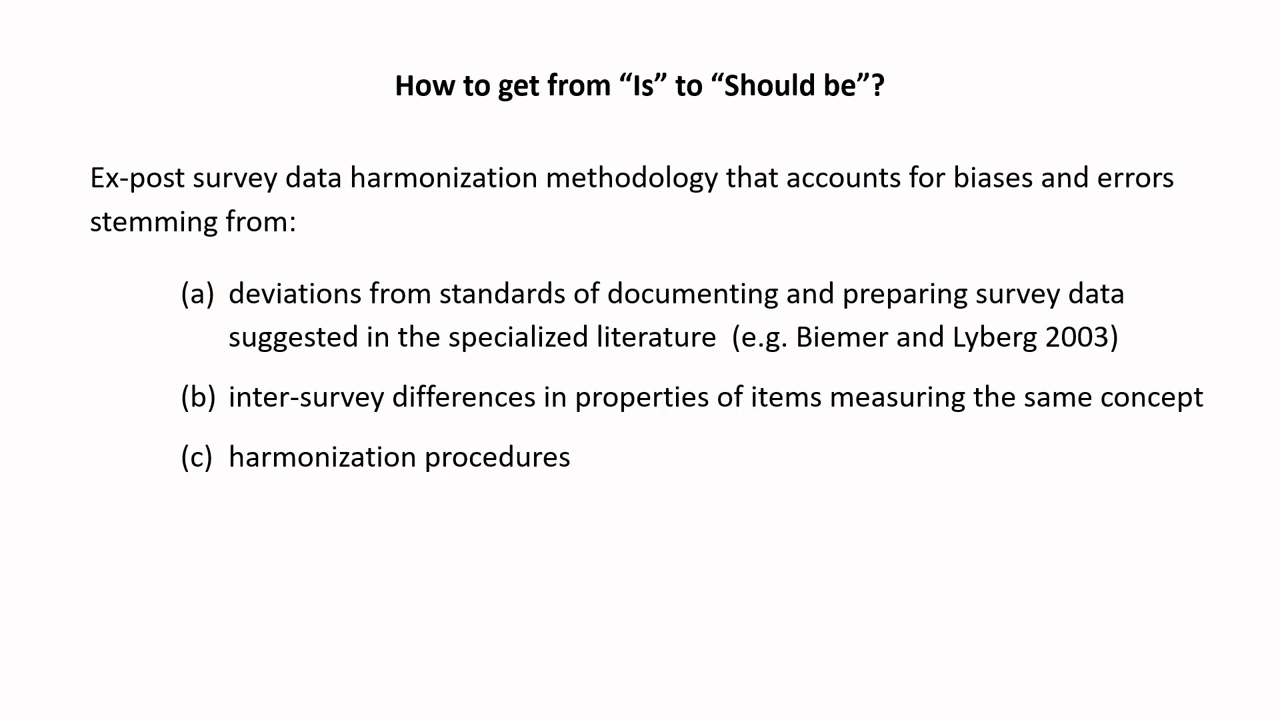 How to get from “Is” to “Should be”?
Ex-post survey data harmonization methodology that accounts for biases and errors
stemming from:
(a) deviations from standards of documenting and preparing survey data
suggested in the specialized literature (e.g. Biemer and Lyberg 2003)
(b) inter-survey differences in properties of items measuring the same concept
(c) harmonization procedures